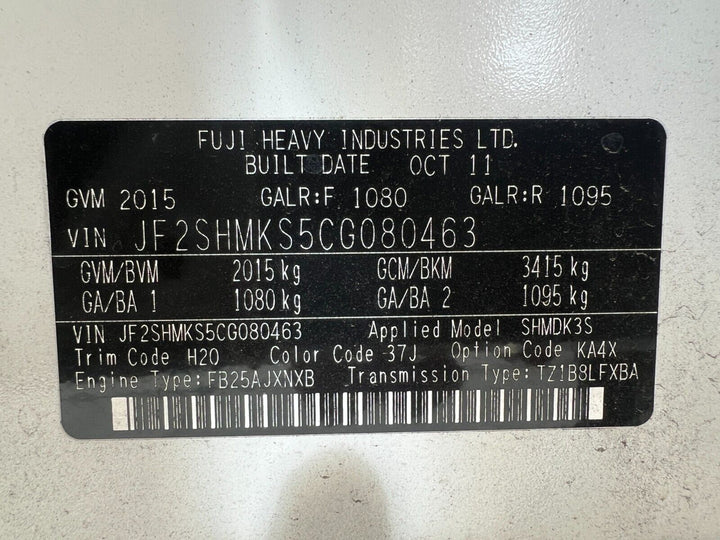 FUJI HEAVY INDUSTRIES LTD.
BUILT DATE OCT 11
GVM 2015 GALR:F 1080 GALR:R 1095
VIN JF2SHMKS5CG080463
GVM/BVM 2015 kg GCM/BKM 3415 kg
GA/BA 1 1080 kg GA/BA 2 1095 kg
VIN JF2SHMKS5CG080463 Applied Model SHMDK3S
Trim Code H20 Color Code 37J Option Code KA4X
Engine Type:FB25AJXNXB Transmission Type:TZ1B8LFXBA